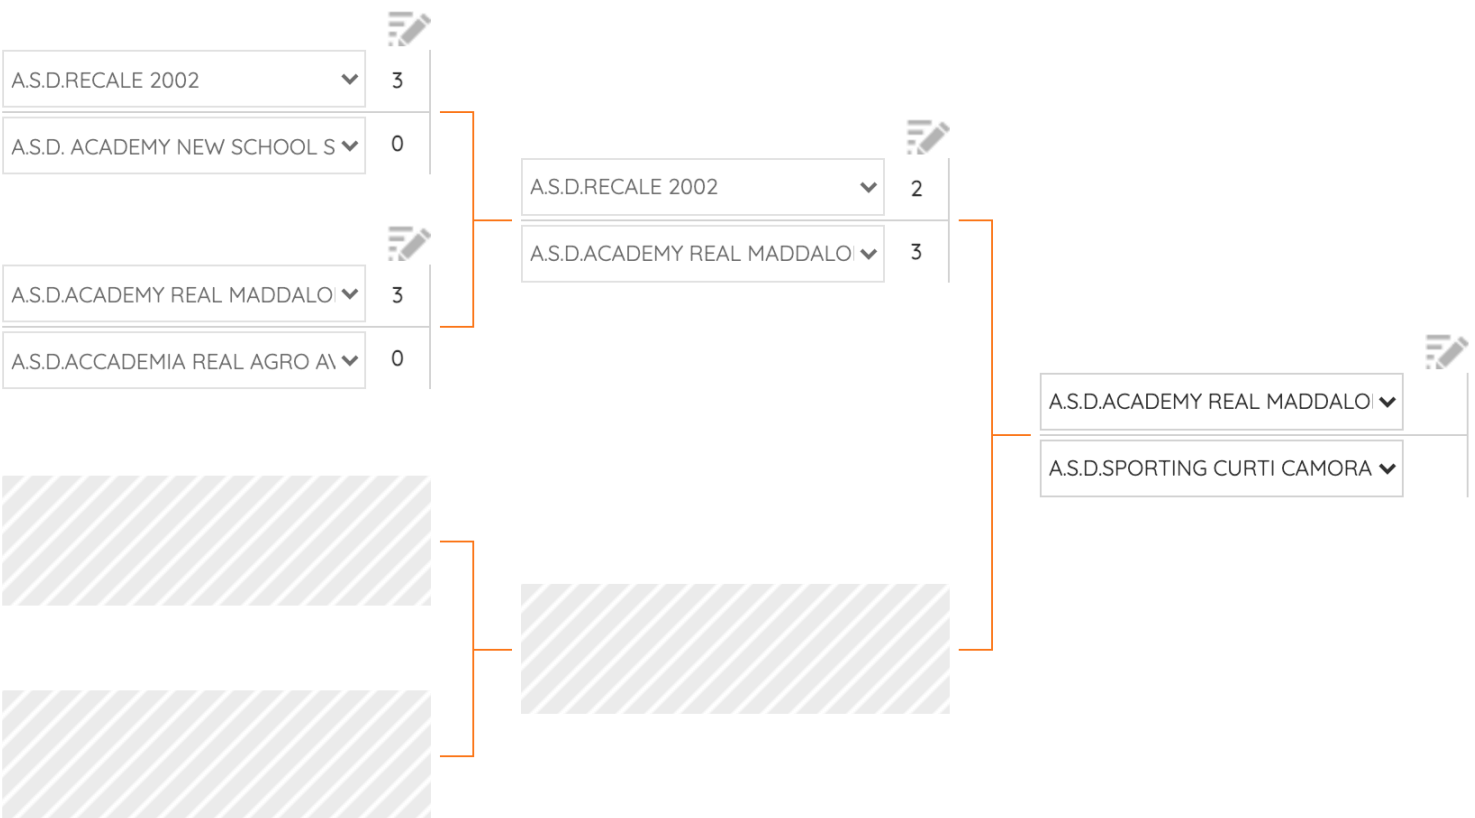 A.S.D.RECALE 2002 3
A.S.D. ACADEMY NEW SCHOOL S 0
A.S.D.ACADEMY REAL MADDALO 3
A.S.D.ACCADEMIA REAL AGRO AV 0
A.S.D.RECALE 2002 2
A.S.D.ACADEMY REAL MADDALO 3
A.S.D.ACADEMY REAL MADDALO
A.S.D.SPORTING CURTI CAMORA